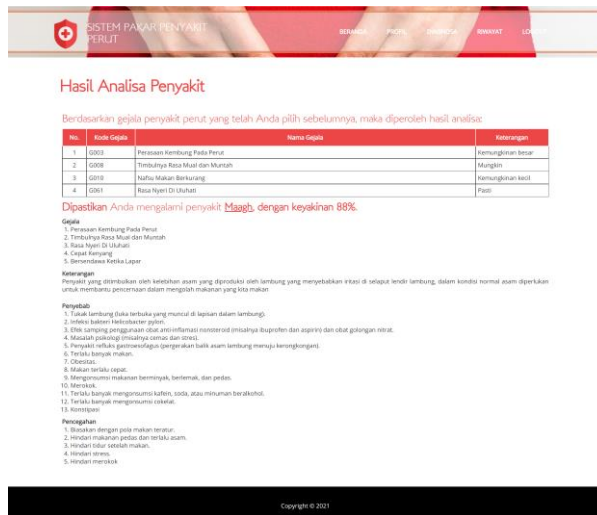 SISTEM PAKAR PENYAKIT
PERUT
BERANDA PROFIL DIAGNOSA RIWAYAT
Hasil Analisa Penyakit
Berdasarkan gejala penyakit perut yang telah Anda pilih sebelumnya, maka diperoleh hasil analisa:
No. Kode Gejala Nama Gejala Keterangan
1 G003 Perasaan Kembung Pada Perut Kemungkinan besar
2 G008 Timbulnya Rasa Mual dan Muntah Mungkin
3 G010 Nafsu Makan Berkurang Kemungkinan kecil
4 G061 Rasa Nyeri Di Uluhati Pasti
Dipastikan Anda mengalami penyakit Maagh, dengan keyakinan 88%.
Gejala
1. Perasaan Kembung Pada Perut
2. Timbulnya Rasa Mual dan Muntah
3. Rasa Nyeri Di Uluhati
4. Cepat Kenyang
5. Bersendawa Ketika Lapar
Keterangan
Penyakit yang ditimbulkan oleh kelebihan asam yang diproduksi oleh lambung yang menyebabkan iritasi di selaput lendir lambung, dalam kondisi normal asam diperlukan
untuk membantu pencernaan dalam mengolah makanan yang kita makan
Penyebab
1. Tukak lambung (luka terbuka yang muncul di lapisan dalam lambung).
2. Infeksi bakteri Helicobacter pylori.
3. Efek samping penggunaan obat anti-inflamasi nonsteroid (misalnya ibuprofen dan aspirin) dan obat golongan nitrat.
4. Masalah psikologi (misalnya cemas dan stres).
5. Penyakit refluks gastroesofagus (pergerakan balik asam lambung menuju kerongkongan).
6. Terlalu banyak makan.
7. Obesitas.
8. Makan terlalu cepat.
9. Mengonsumsi makanan berminyak, berlemak, dan pedas.
10. Merokok.
11. Terlalu banyak mengonsumsi kafein, soda, atau minuman beralkohol.
12. Terlalu banyak mengonsumsi cokelat.
13. Konstipasi
Pencegahan
1. Biasakan dengan pola makan teratur.
2. Hindari makanan pedas dan terlalu asam.
3. Hindari tidur setelah makan.
4. Hindari stress.
5. Hindari merokok
Copyright © 2021